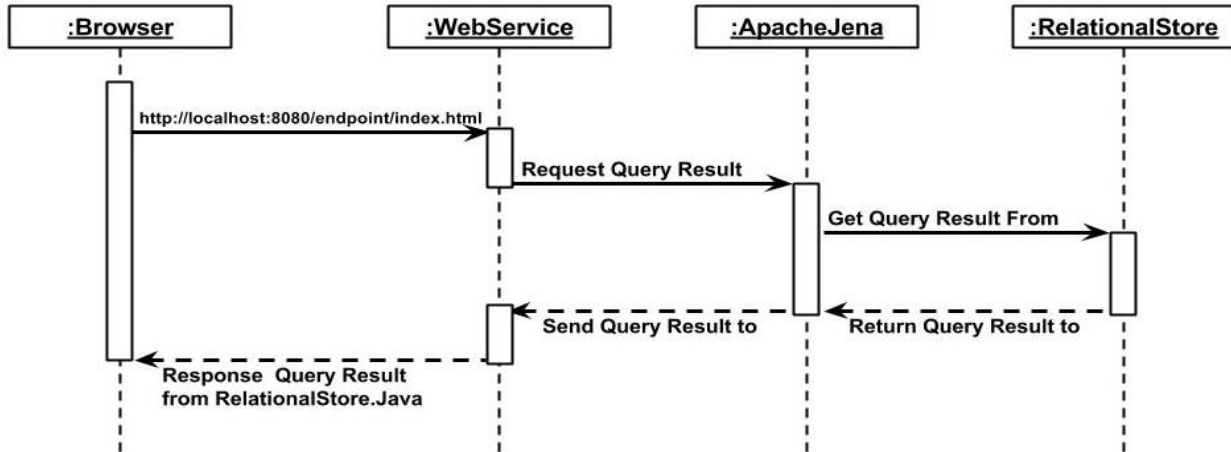 :Browser
:WebService
:ApacheJena
:RelationalStore
http://localhost:8080/endpoint/index.html
Request Query Result
Get Query Result From
Send Query Result to
Return Query Result to
Response Query Result
from RelationalStore.Java